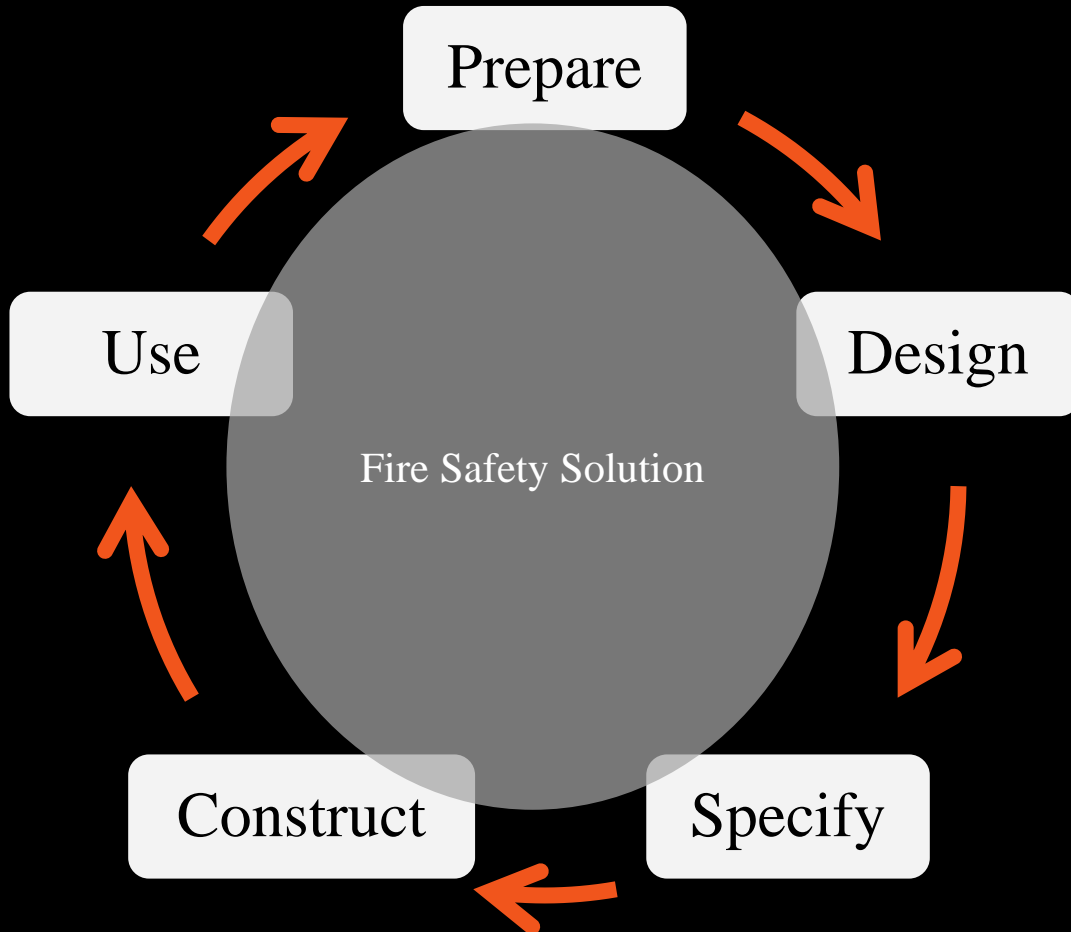 Prepare
Use
Design
Fire Safety Solution
Construct
Specify